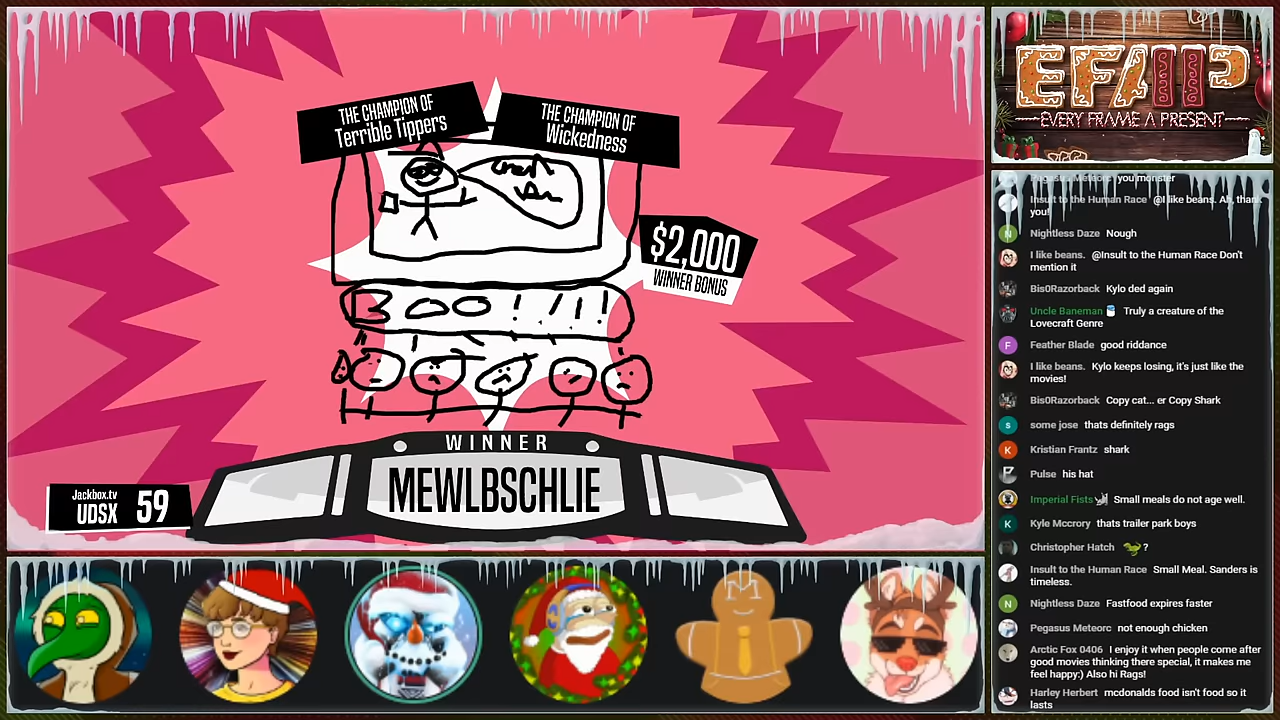 THE CHAMPION OF
Terrible Tippers
THE CHAMPION OF
Wickedness
$2,000
WINNER BONUS
BOO!/!!
WINNER
MEWLBSCHLIE
Jackbox.tv
UDSX 59
EFAP
EVERY FRAME A PRESENT
you monster
Insult to the Human Race @I like beans. Ah, thank
you!
N Nightless Daze Nough
I like beans. @Insult to the Human Race Don't
mention it
Bis0Razorback Kylo ded again
Uncle Baneman Truly a creature of the
Lovecraft Genre
F Feather Blade good riddance
I like beans. Kylo keeps losing, it's just like the
movies!
Bis0Razorback Copy cat... er Copy Shark
s some jose thats definitely rags
K Kristian Frantz shark
Pulse his hat
Imperial Fists Small meals do not age well.
K Kyle Mccrory thats trailer park boys
Christopher Hatch ?
Insult to the Human Race Small Meal. Sanders is
timeless.
N Nightless Daze Fastfood expires faster
Pegasus Meteorc not enough chicken
Arctic Fox 0406 I enjoy it when people come after
good movies thinking there special, it makes me
feel happy:) Also hi Rags!
Harley Herbert mcdonalds food isn't food so it
lasts
M